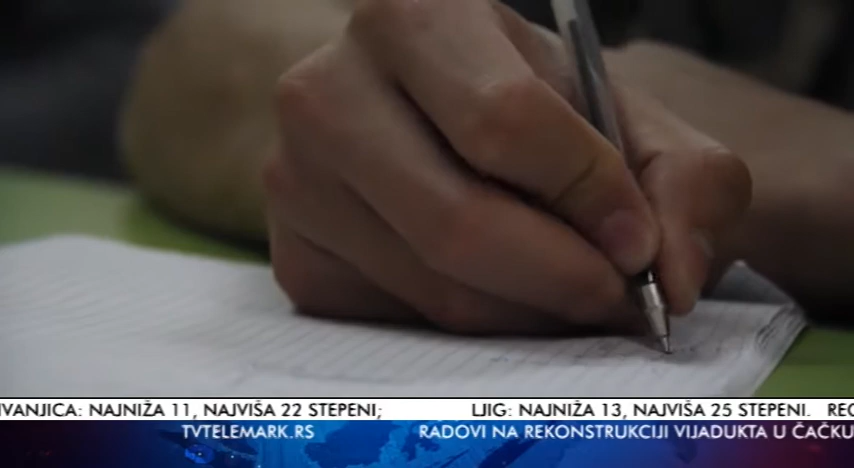 IVANJICA: NAJNIŽA 11, NAJVIŠA 22 STEPENI; LJIG: NAJNIŽA 13, NAJVIŠA 25 STEPENI. REG
TVTELEMARK.RS RADOVI NA REKONSTRUKCIJI VIJADUKTA U ČAČKU